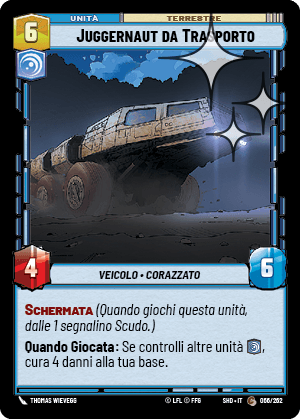 UNITÀ
TERRESTRE
6
JUGGERNAUT DA TRASPORTO
4
VEICOLO • CORAZZATO
6
SCHERMATA (Quando giochi questa unità,
dalle 1 segnalino Scudo.)
Quando Giocata: Se controlli altre unità,
cura 4 danni alla tua base.
THOMAS WIEVEGG
© LFL © FFG
SHD • IT
066/262